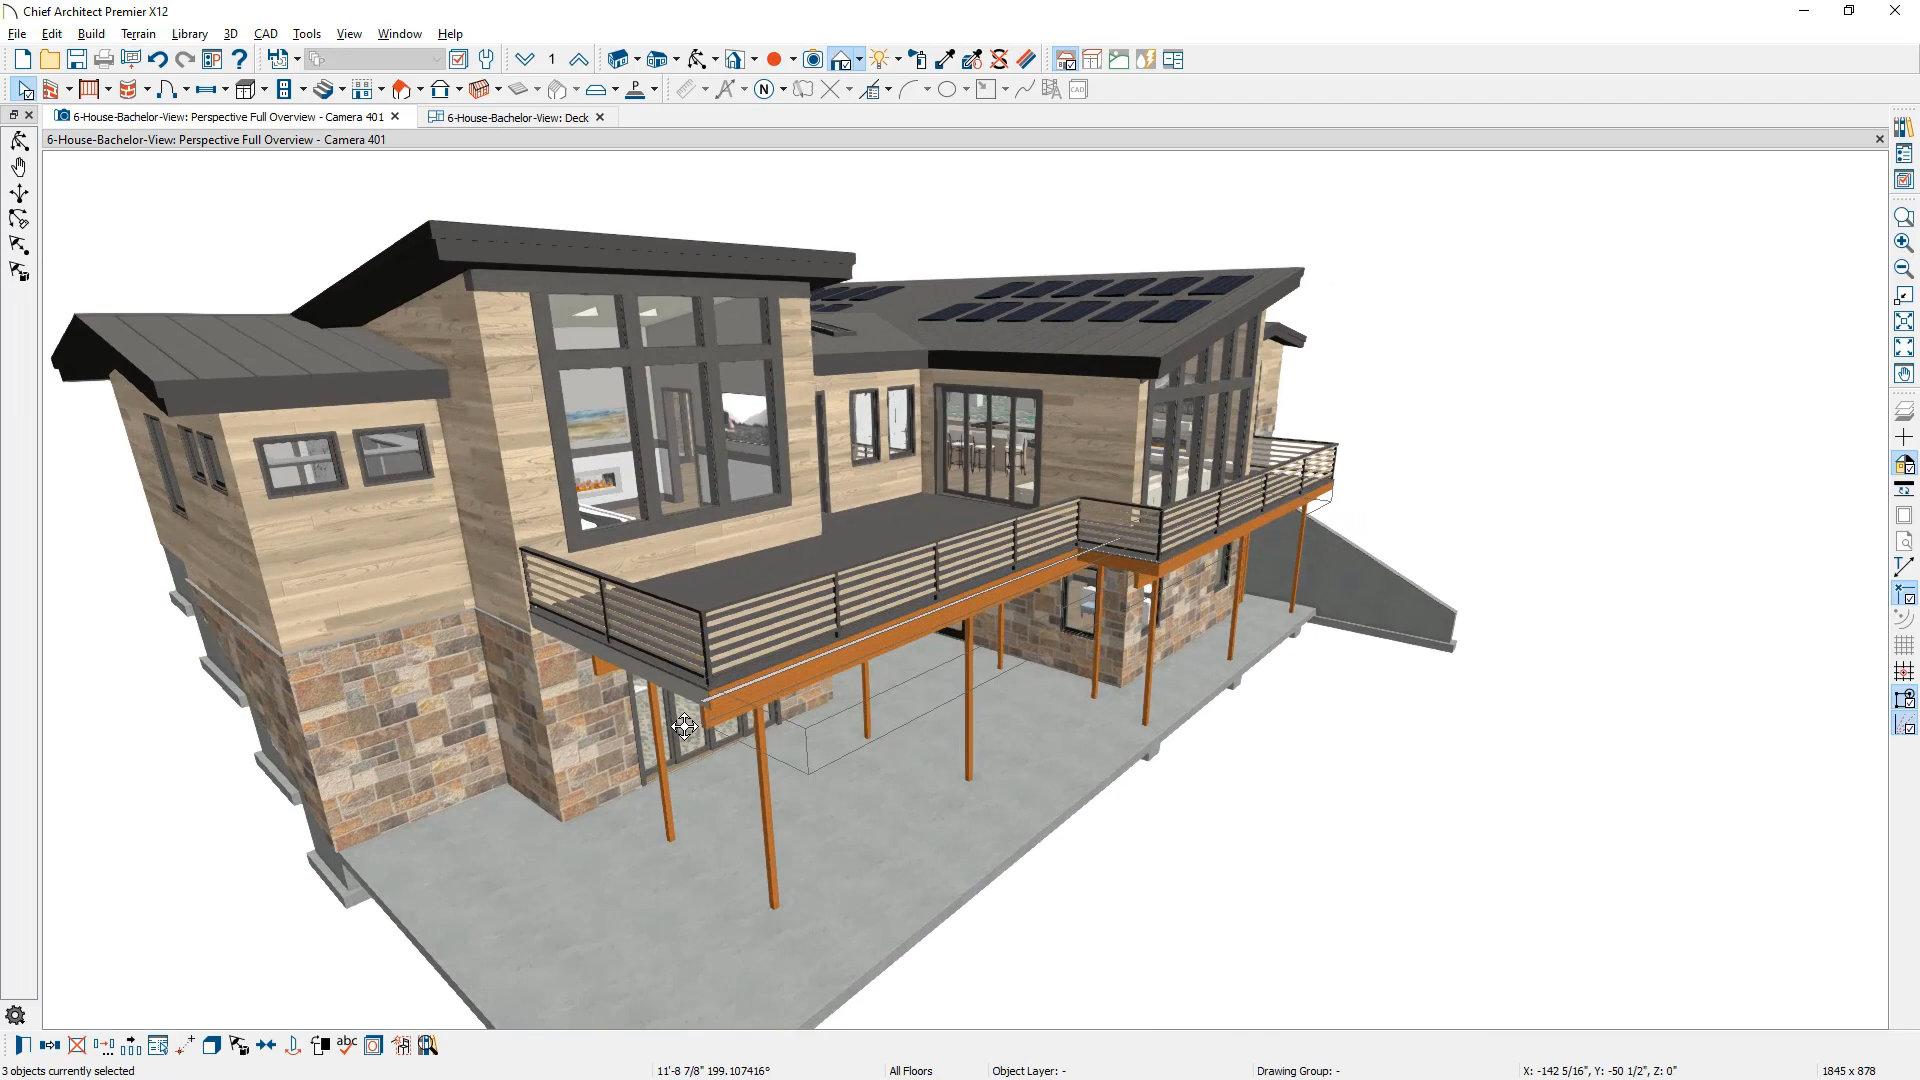 Chief Architect Premier X12
File Edit Build Terrain Library 3D CAD Tools View Window Help
1
P
N
CAD
6-House-Bachelor-View: Perspective Full Overview - Camera 401
6-House-Bachelor-View: Deck
6-House-Bachelor-View: Perspective Full Overview - Camera 401
abc
3 objects currently selected
11'-8 7/8" 199.107416°
All Floors
Object Layer: -
Drawing Group: -
X: -142 5/16", Y: -50 1/2", Z: 0"
1845 x 878